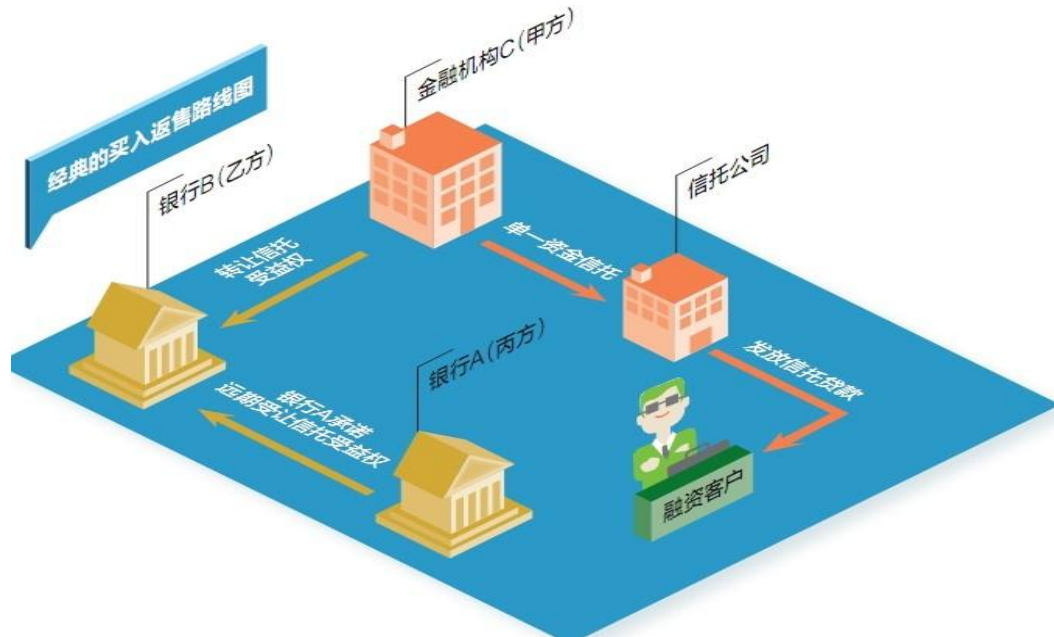 经典的买入返售路线图
金融机构C（甲方）
银行B（乙方）
信托公司
转让信托
受益权
单一资金信托
银行A（丙方）
发放信托贷款
银行A承诺
远期受让信托受益权
融资客户